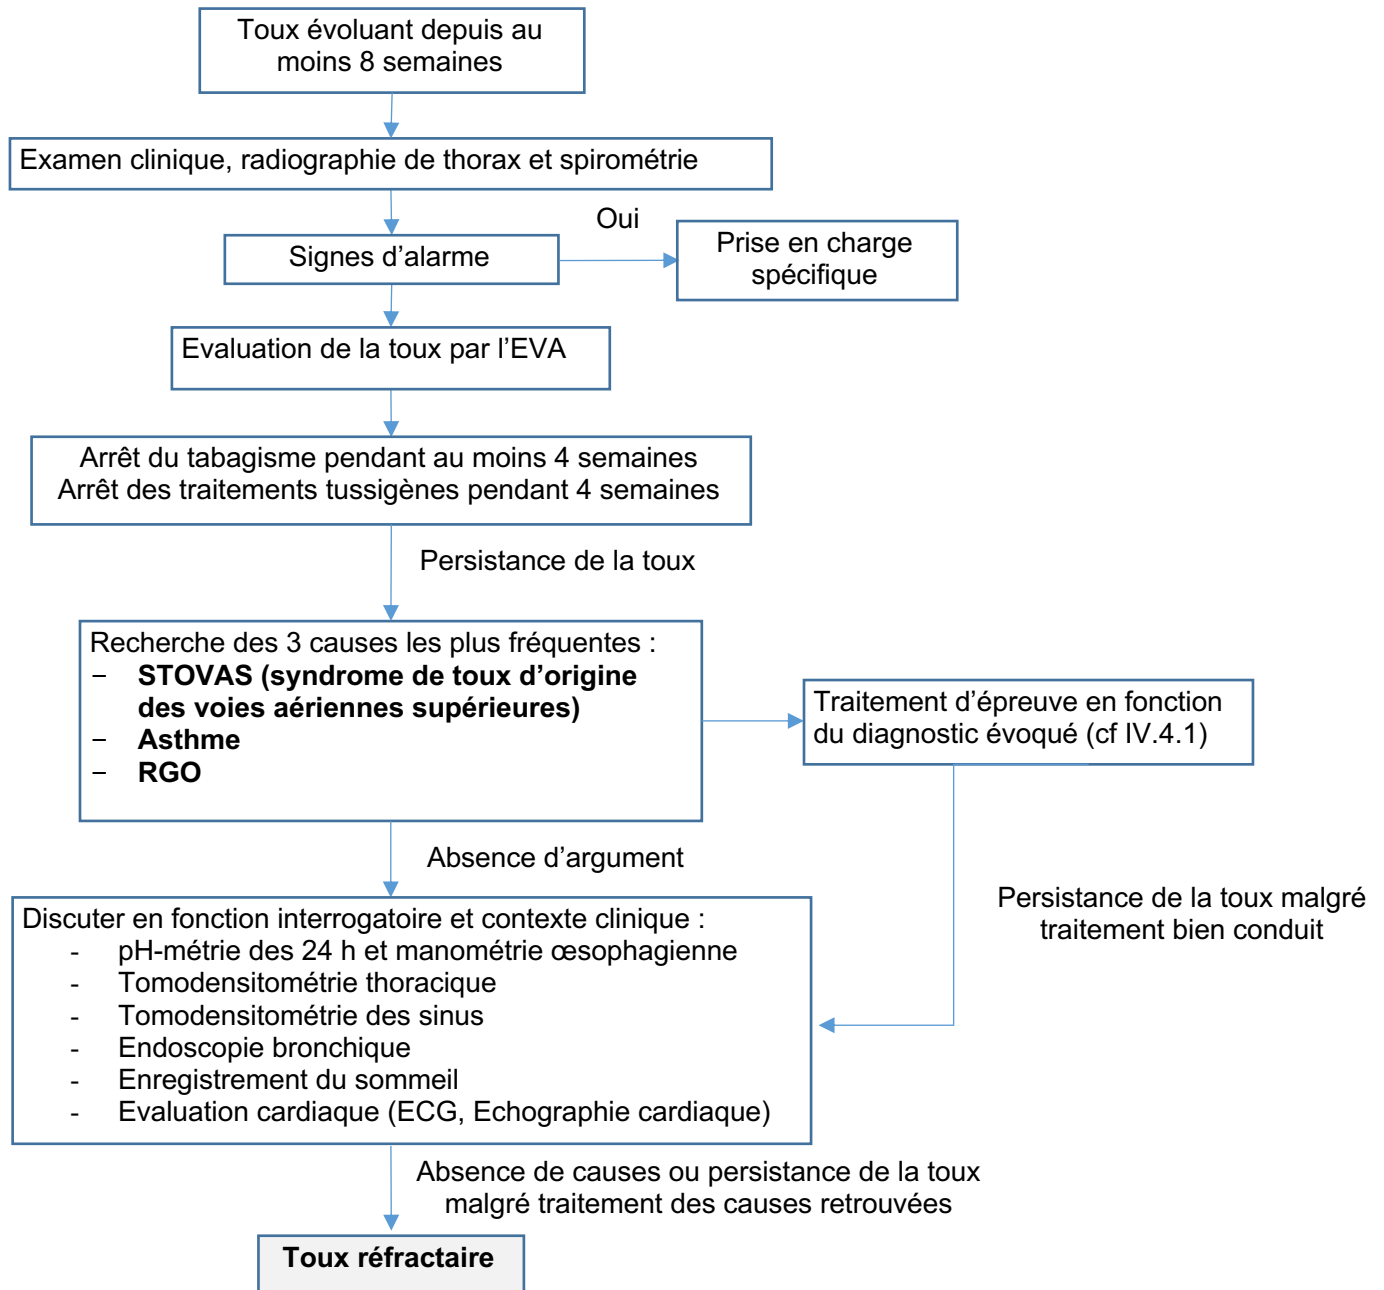 Toux évoluant depuis au
moins 8 semaines
Examen clinique, radiographie de thorax et spirométrie
Oui
Signes d’alarme
Prise en charge
spécifique
Evaluation de la toux par l’EVA
Arrêt du tabagisme pendant au moins 4 semaines
Arrêt des traitements tussigènes pendant 4 semaines
Persistance de la toux
Recherche des 3 causes les plus fréquentes :
− STOVAS (syndrome de toux d’origine
des voies aériennes supérieures)
− Asthme
− RGO
Traitement d’épreuve en fonction
du diagnostic évoqué (cf IV.4.1)
Absence d’argument
Persistance de la toux malgré
traitement bien conduit
Discuter en fonction interrogatoire et contexte clinique :
- pH-métrie des 24 h et manométrie œsophagienne
- Tomodensitométrie thoracique
- Tomodensitométrie des sinus
- Endoscopie bronchique
- Enregistrement du sommeil
- Evaluation cardiaque (ECG, Echographie cardiaque)
Absence de causes ou persistance de la toux
malgré traitement des causes retrouvées
Toux réfractaire